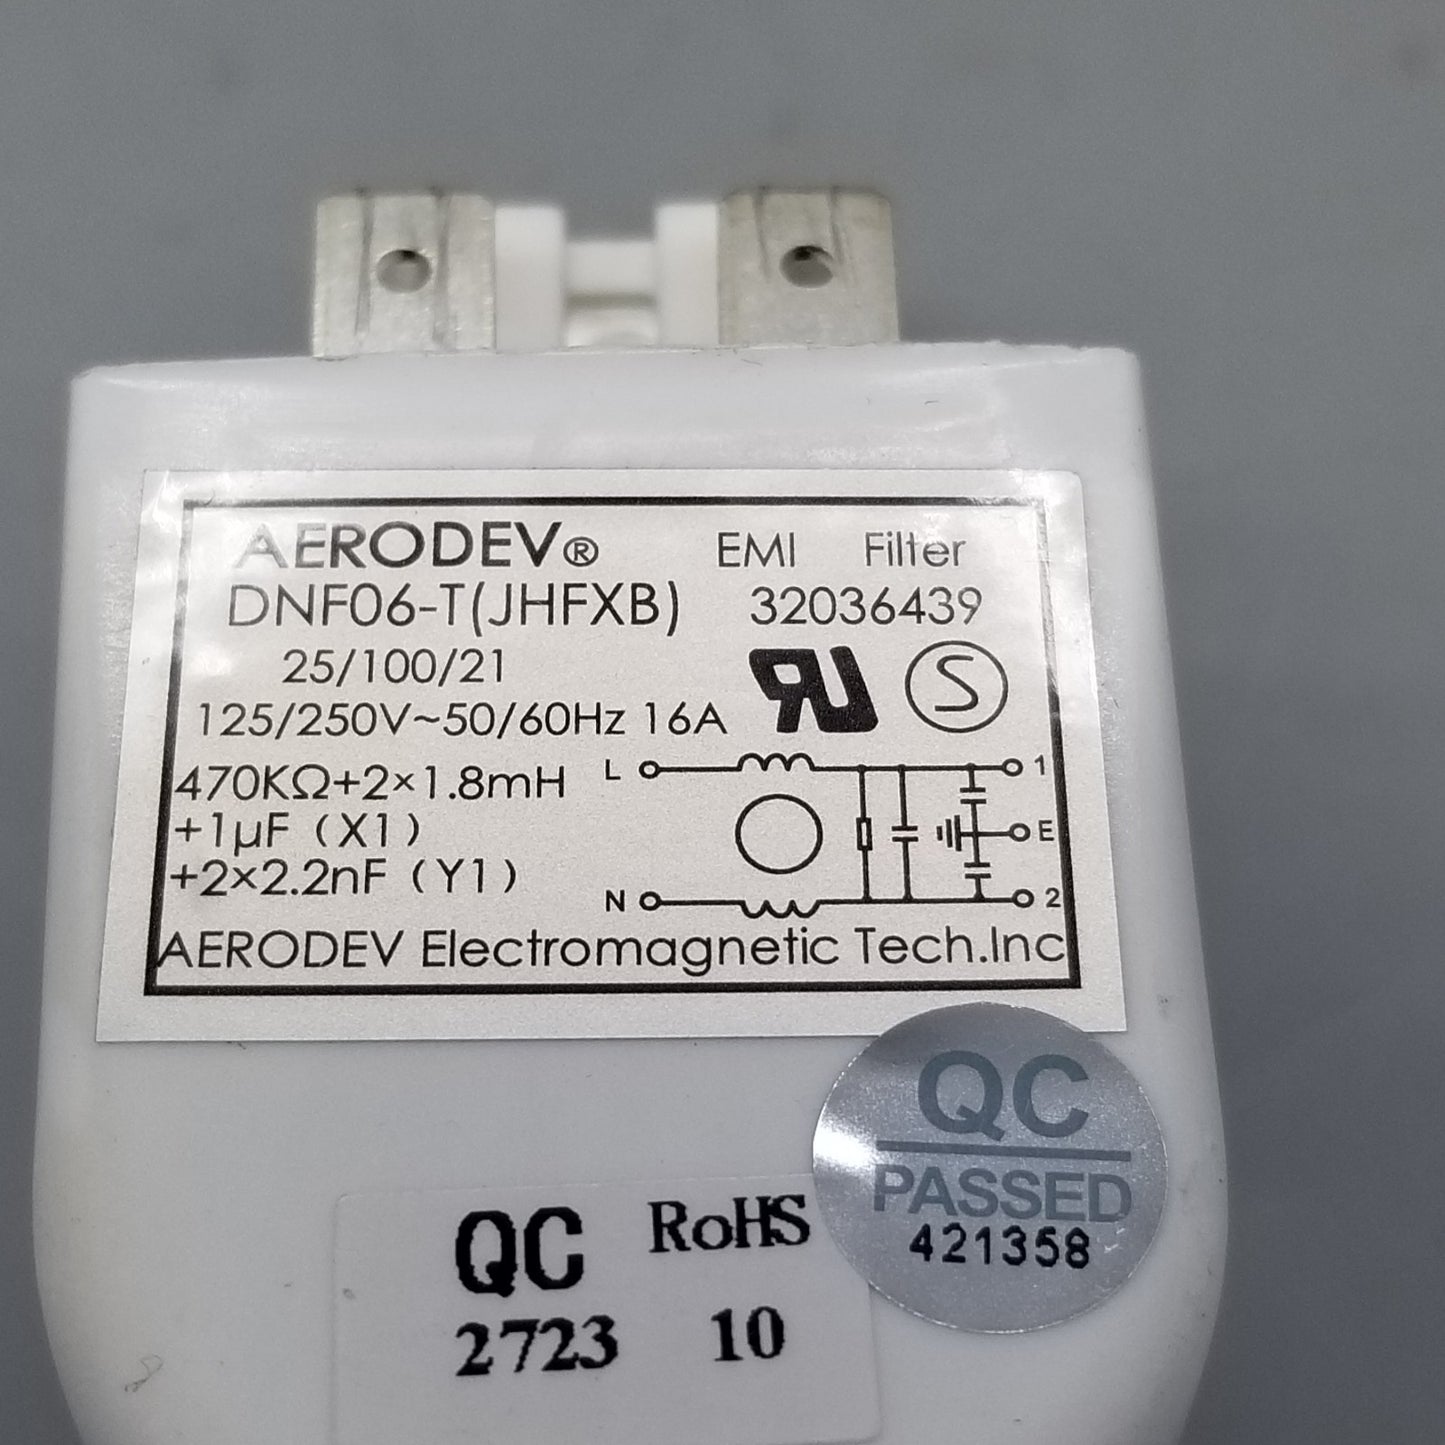 AERODEV® EMI Filter
DNF06-T(JHFXB) 32036439
25/100/21
125/250V~50/60Hz 16A
470KΩ+2×1.8mH
+1µF (X1)
+2×2.2nF (Y1)
L 1
E
N 2
AERODEV Electromagnetic Tech.Inc
QC
PASSED
421358
QC RoHS
2723 10